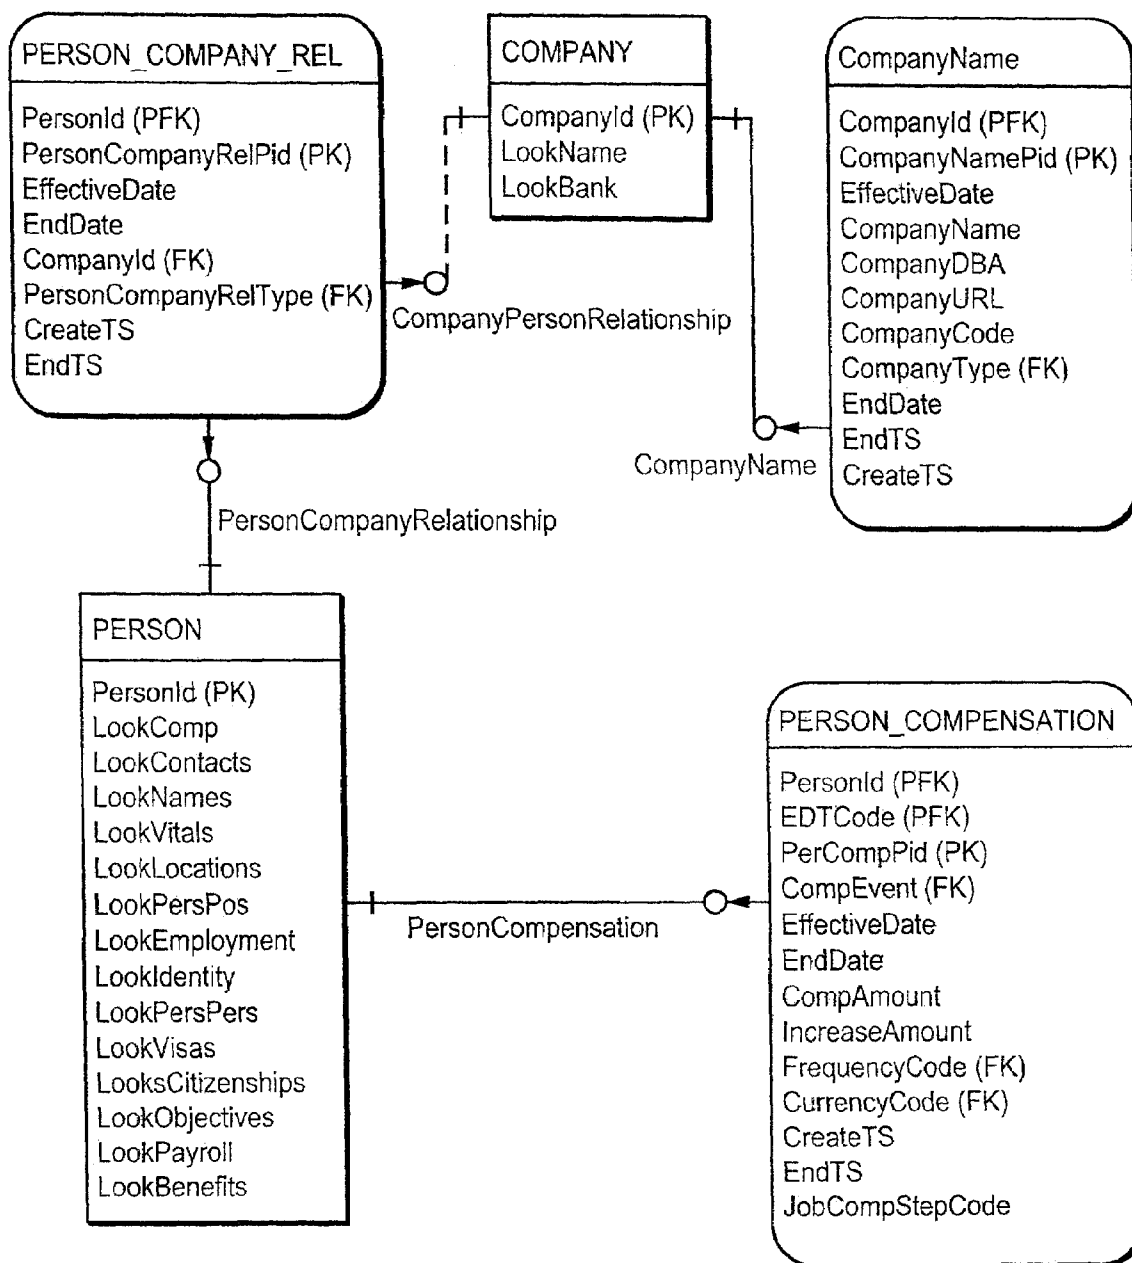 PERSON_COMPANY_REL
PersonId (PFK)
PersonCompanyRelPid (PK)
EffectiveDate
EndDate
CompanyId (FK)
PersonCompanyRelType (FK)
CreateTS
EndTS
COMPANY
CompanyId (PK)
LookName
LookBank
CompanyName
CompanyId (PFK)
CompanyNamePid (PK)
EffectiveDate
CompanyName
CompanyDBA
CompanyURL
CompanyCode
CompanyType (FK)
EndDate
EndTS
CreateTS
CompanyPersonRelationship
CompanyName
PersonCompanyRelationship
PERSON
PersonId (PK)
LookComp
LookContacts
LookNames
LookVitals
LookLocations
LookPersPos
LookEmployment
LookIdentity
LookPersPers
LookVisas
LooksCitizenships
LookObjectives
LookPayroll
LookBenefits
PersonCompensation
PERSON_COMPENSATION
PersonId (PFK)
EDTCode (PFK)
PerCompPid (PK)
CompEvent (FK)
EffectiveDate
EndDate
CompAmount
IncreaseAmount
FrequencyCode (FK)
CurrencyCode (FK)
CreateTS
EndTS
JobCompStepCode